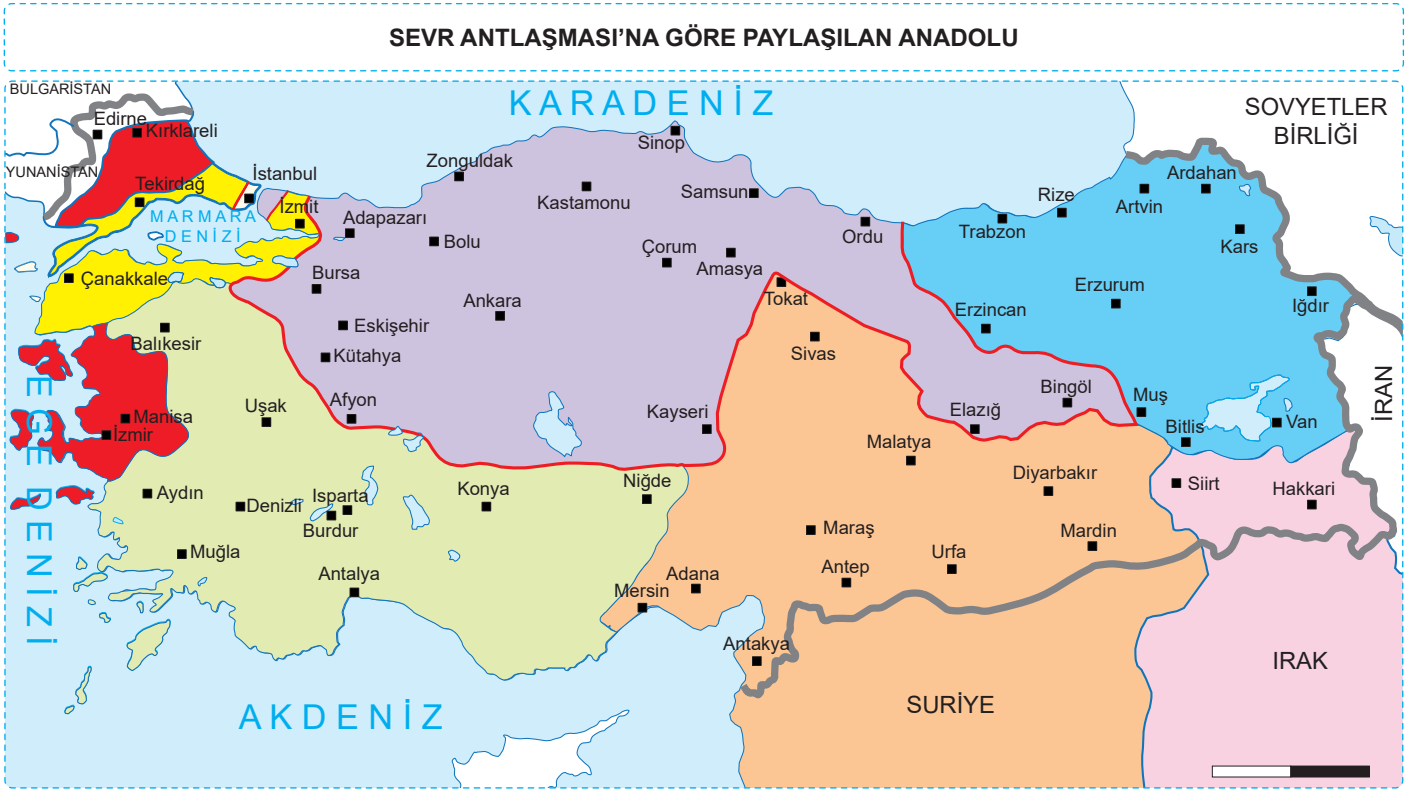 SEVR ANTLAŞMASI’NA GÖRE PAYLAŞILAN ANADOLU
BULGARİSTAN
KARADENİZ
SOVYETLER
BİRLİĞİ
Edirne
Kırklareli
YUNANİSTAN
Tekirdağ
İstanbul
MARMARA
DENİZİ
İzmit
Adapazarı
Zonguldak
Bolu
Kastamonu
Sinop
Samsun
Çorum
Amasya
Ordu
Trabzon
Rize
Artvin
Ardahan
Kars
Çanakkale
Bursa
Eskişehir
Kütahya
Ankara
Tokat
Sivas
Erzincan
Erzurum
Iğdır
İRAN
Balıkesir
EGE DENİZİ
Manisa
İzmir
Uşak
Afyon
Kayseri
Elazığ
Bingöl
Muş
Bitlis
Van
Malatya
Diyarbakır
Siirt
Hakkari
Aydın
Denizli
Isparta
Burdur
Konya
Niğde
Maraş
Mardin
Muğla
Antalya
Mersin
Adana
Antep
Urfa
Antakya
AKDENİZ
SURİYE
IRAK